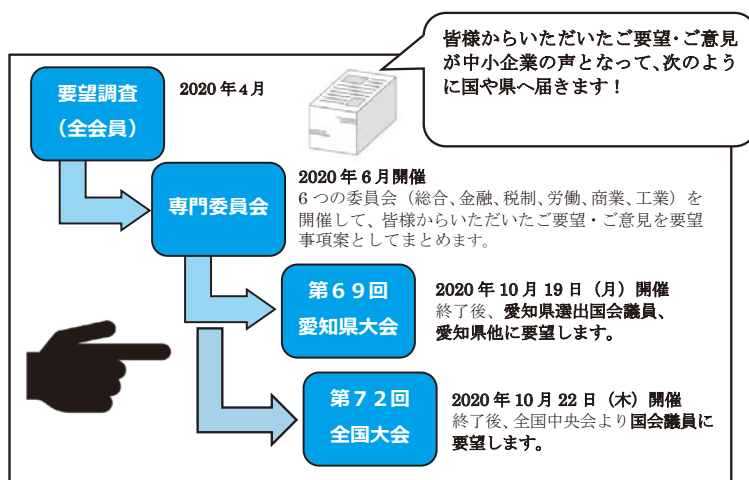 皆様からいただいたご要望・ご意見
が中小企業の声となって、次のよう
に国や県へ届きます！
要望調査
（全会員）
2020年4月
専門委員会
2020年6月開催
6つの委員会（総合、金融、税制、労働、商業、工業）を
開催して、皆様からいただいたご要望・ご意見を要望
事項案としてまとめます。
第６９回
愛知県大会
2020年10月19日（月）開催
終了後、愛知県選出国会議員、
愛知県他に要望します。
第７２回
全国大会
2020年10月22日（木）開催
終了後、全国中央会より国会議員に
要望します。